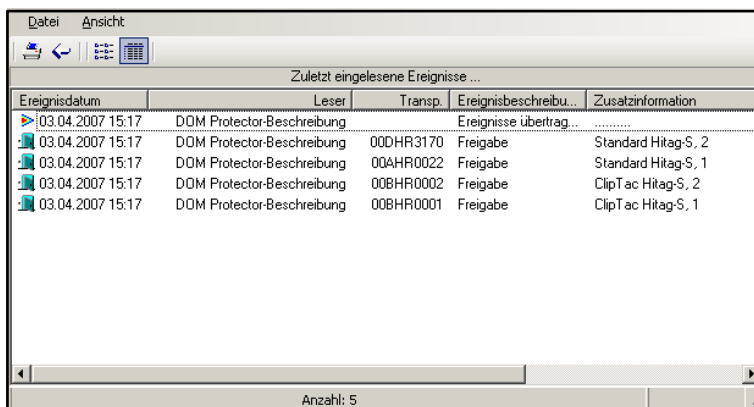 Datei Ansicht
Zuletzt eingelesene Ereignisse ...
Ereignisdatum Leser Transp. Ereignisbeschreibu... Zusatzinformation
03.04.2007 15:17 DOM Protector-Beschreibung Ereignisse übertrag... ..........
03.04.2007 15:17 DOM Protector-Beschreibung 00DHR3170 Freigabe Standard Hitag-S, 2
03.04.2007 15:17 DOM Protector-Beschreibung 00AHR0022 Freigabe Standard Hitag-S, 1
03.04.2007 15:17 DOM Protector-Beschreibung 00BHR0002 Freigabe ClipTac Hitag-S, 2
03.04.2007 15:17 DOM Protector-Beschreibung 00BHR0001 Freigabe ClipTac Hitag-S, 1
Anzahl: 5